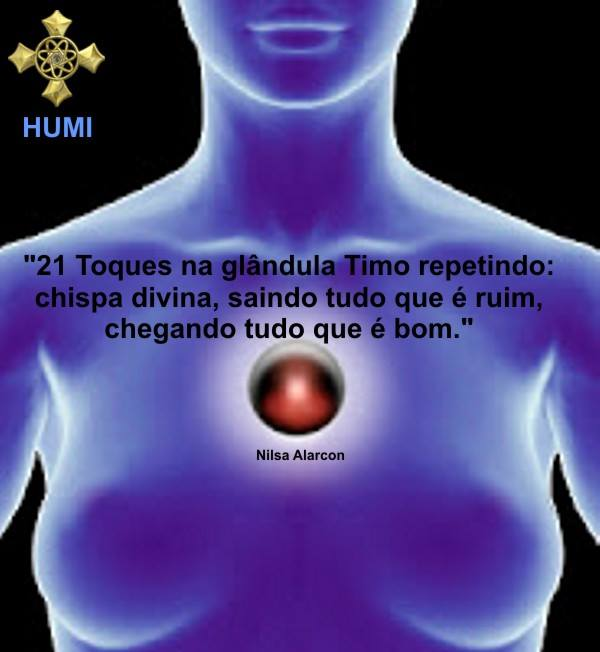 HUMI
"21 Toques na glândula Timo repetindo:
chispa divina, saindo tudo que é ruim,
chegando tudo que é bom."
Nilsa Alarcon